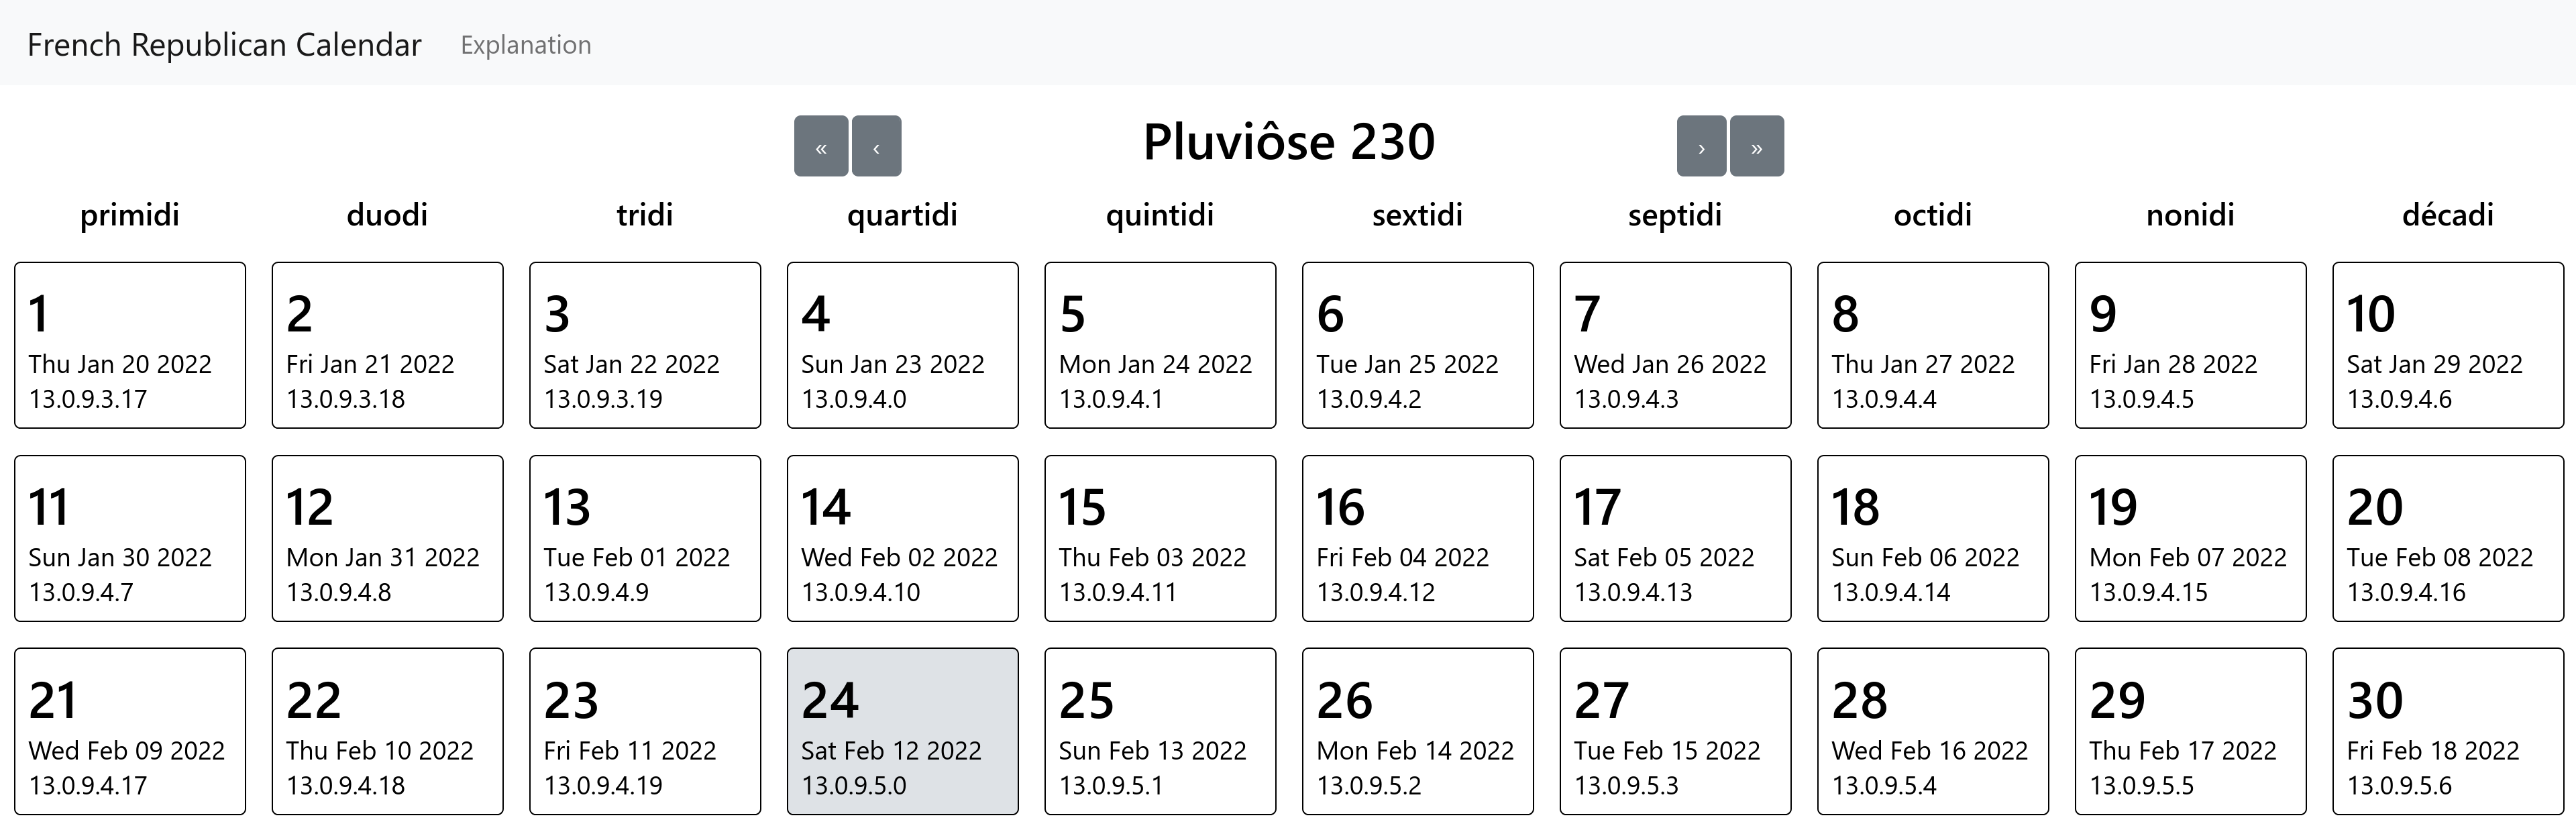 French Republican Calendar Explanation
« ‹ Pluviôse 230 › »
primidi duodi tridi quartidi quintidi sextidi septidi octidi nonidi décadi
1 2 3 4 5 6 7 8 9 10
Thu Jan 20 2022 Fri Jan 21 2022 Sat Jan 22 2022 Sun Jan 23 2022 Mon Jan 24 2022 Tue Jan 25 2022 Wed Jan 26 2022 Thu Jan 27 2022 Fri Jan 28 2022 Sat Jan 29 2022
13.0.9.3.17 13.0.9.3.18 13.0.9.3.19 13.0.9.4.0 13.0.9.4.1 13.0.9.4.2 13.0.9.4.3 13.0.9.4.4 13.0.9.4.5 13.0.9.4.6
11 12 13 14 15 16 17 18 19 20
Sun Jan 30 2022 Mon Jan 31 2022 Tue Feb 01 2022 Wed Feb 02 2022 Thu Feb 03 2022 Fri Feb 04 2022 Sat Feb 05 2022 Sun Feb 06 2022 Mon Feb 07 2022 Tue Feb 08 2022
13.0.9.4.7 13.0.9.4.8 13.0.9.4.9 13.0.9.4.10 13.0.9.4.11 13.0.9.4.12 13.0.9.4.13 13.0.9.4.14 13.0.9.4.15 13.0.9.4.16
21 22 23 24 25 26 27 28 29 30
Wed Feb 09 2022 Thu Feb 10 2022 Fri Feb 11 2022 Sat Feb 12 2022 Sun Feb 13 2022 Mon Feb 14 2022 Tue Feb 15 2022 Wed Feb 16 2022 Thu Feb 17 2022 Fri Feb 18 2022
13.0.9.4.17 13.0.9.4.18 13.0.9.4.19 13.0.9.5.0 13.0.9.5.1 13.0.9.5.2 13.0.9.5.3 13.0.9.5.4 13.0.9.5.5 13.0.9.5.6